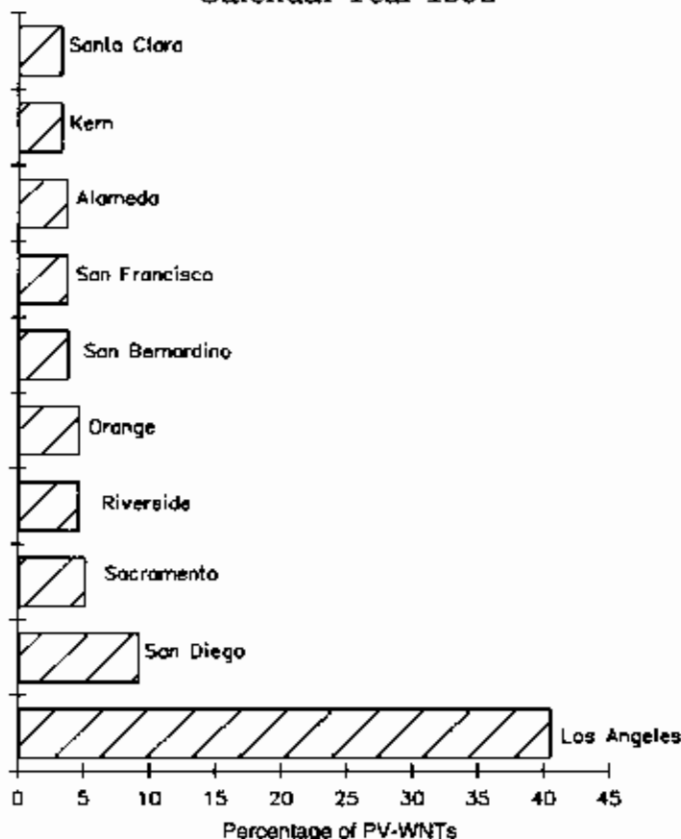 Santa Clara
Kern
Alameda
San Francisco
San Bernardino
Orange
Riverside
Sacramento
San Diego
Los Angeles
0 5 10 15 20 25 30 35 40 45
Percentage of PV-WNTs